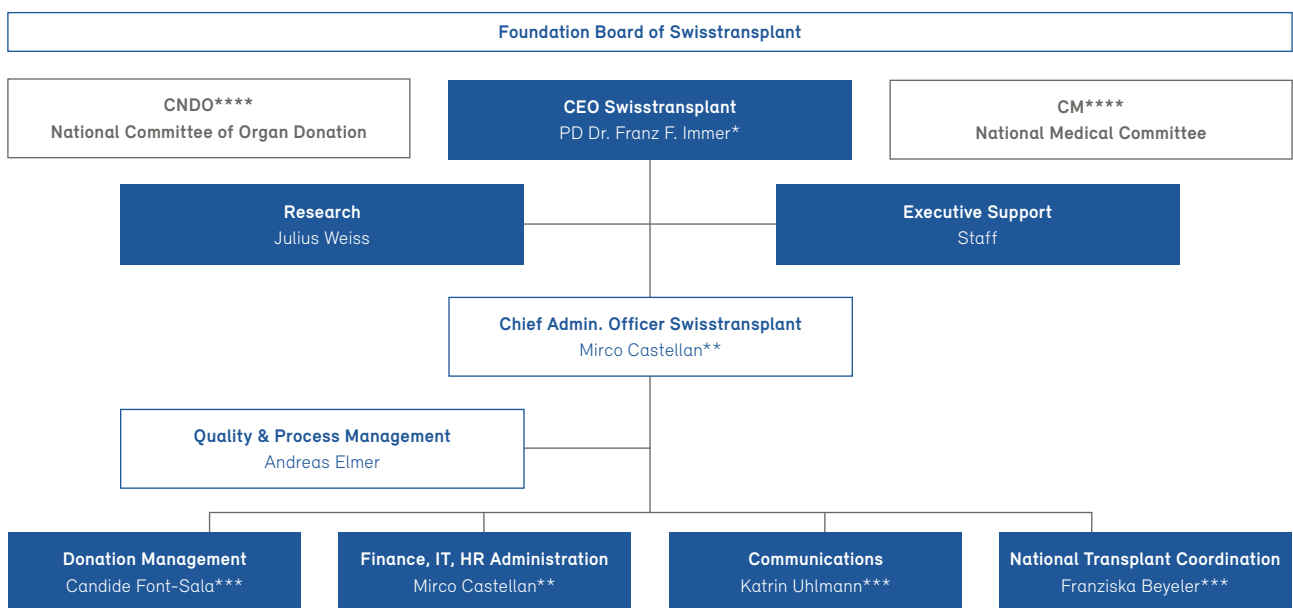 Foundation Board of Swisstransplant
CNDO****
National Committee of Organ Donation
CEO Swisstransplant
PD Dr. Franz F. Immer*
CM****
National Medical Committee
Research
Julius Weiss
Executive Support
Staff
Chief Admin. Officer Swisstransplant
Mirco Castellan**
Quality & Process Management
Andreas Elmer
Donation Management
Candide Font-Sala***
Finance, IT, HR Administration
Mirco Castellan**
Communications
Katrin Uhlmann***
National Transplant Coordination
Franziska Beyeler***